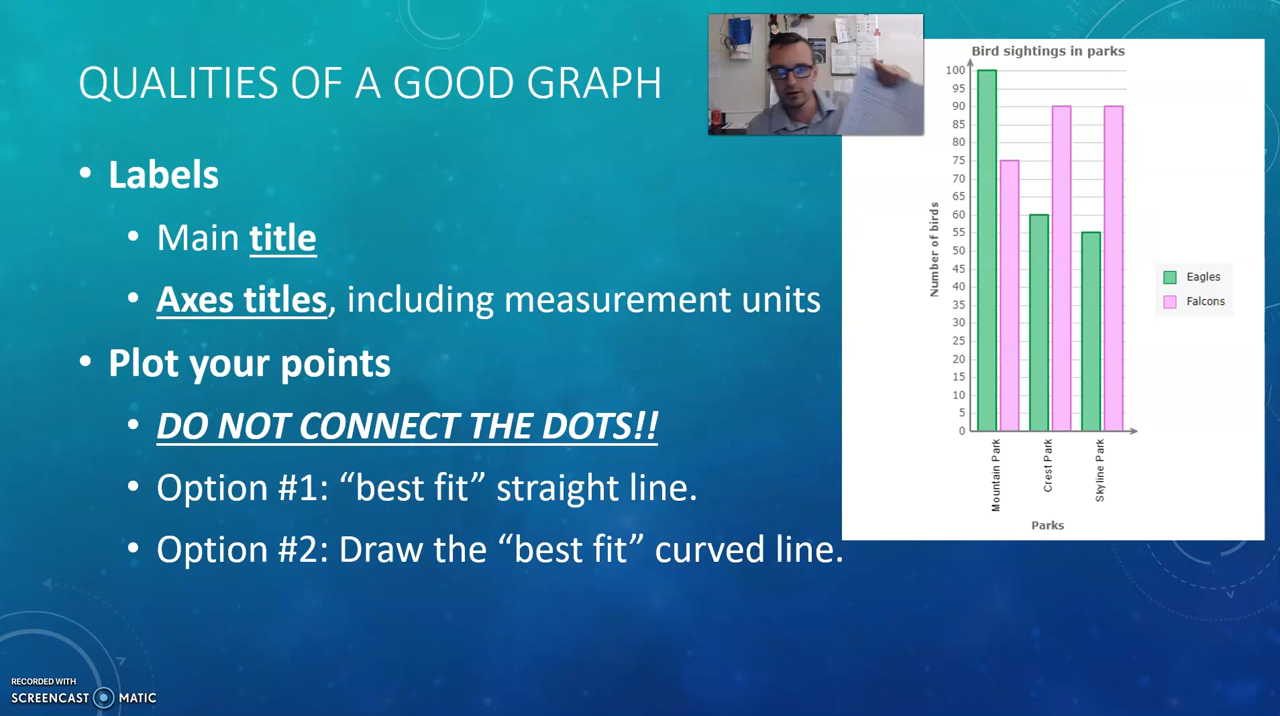 QUALITIES OF A GOOD GRAPH
• Labels
• Main title
• Axes titles, including measurement units
• Plot your points
• DO NOT CONNECT THE DOTS!!
• Option #1: “best fit” straight line.
• Option #2: Draw the “best fit” curved line.
Bird sightings in parks
Number of birds
100
95
90
85
80
75
70
65
60
55
50
45
40
35
30
25
20
15
10
5
0
Mountain Park
Crest Park
Skyline Park
Parks
Eagles
Falcons
RECORDED WITH
SCREENCAST MATIC